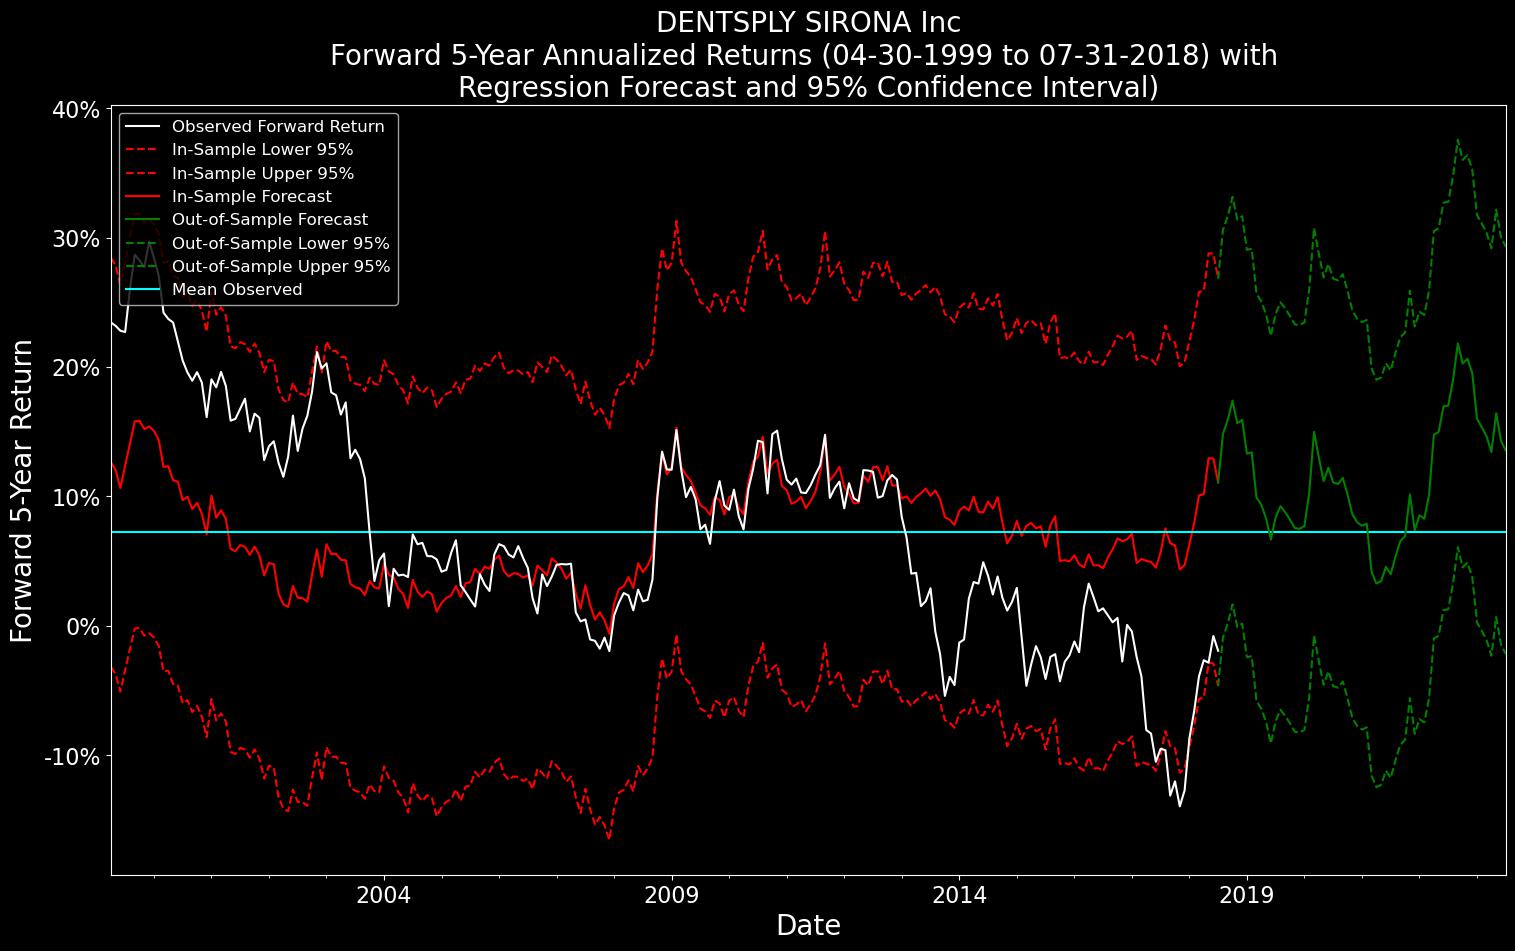 DENTSPLY SIRONA Inc
Forward 5-Year Annualized Returns (04-30-1999 to 07-31-2018) with
Regression Forecast and 95% Confidence Interval)
Forward 5-Year Return
40%
30%
20%
10%
0%
-10%
Observed Forward Return
In-Sample Lower 95%
In-Sample Upper 95%
In-Sample Forecast
Out-of-Sample Forecast
Out-of-Sample Lower 95%
Out-of-Sample Upper 95%
Mean Observed
2004
2009
2014
2019
Date